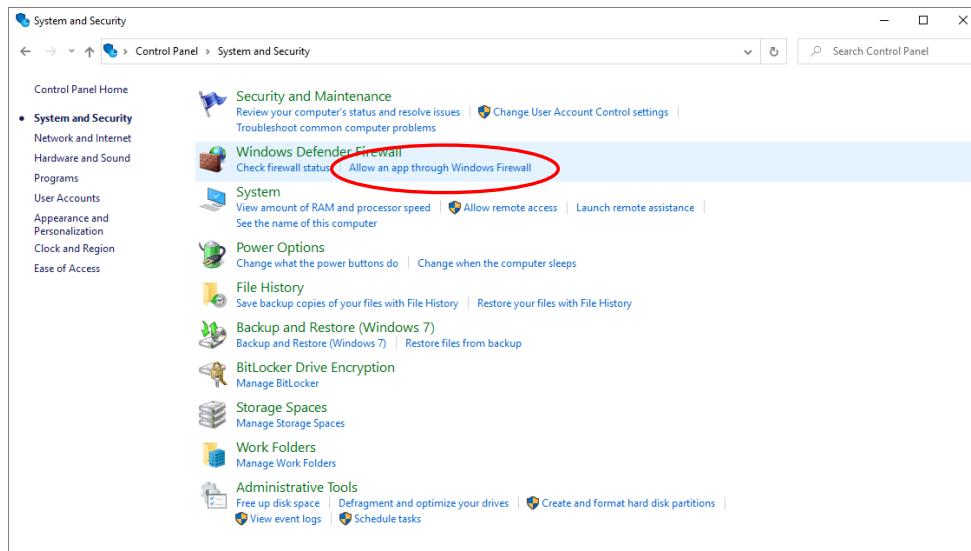 System and Security
Control Panel > System and Security
Search Control Panel
Control Panel Home
System and Security
Network and Internet
Hardware and Sound
Programs
User Accounts
Appearance and
Personalization
Clock and Region
Ease of Access
Security and Maintenance
Review your computer's status and resolve issues | Change User Account Control settings |
Troubleshoot common computer problems
Windows Defender Firewall
Check firewall status Allow an app through Windows Firewall
System
View amount of RAM and processor speed | Allow remote access | Launch remote assistance |
See the name of this computer
Power Options
Change what the power buttons do | Change when the computer sleeps
File History
Save backup copies of your files with File History | Restore your files with File History
Backup and Restore (Windows 7)
Backup and Restore (Windows 7) | Restore files from backup
BitLocker Drive Encryption
Manage BitLocker
Storage Spaces
Manage Storage Spaces
Work Folders
Manage Work Folders
Administrative Tools
Free up disk space | Defragment and optimize your drives | Create and format hard disk partitions |
View event logs | Schedule tasks